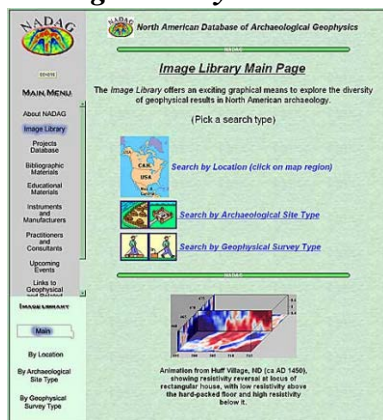 NADAG
North American Database of Archaeological Geophysics
NADAG
Image Library Main Page
The Image Library offers an exciting graphical means to explore the diversity
of geophysical results in North American archaeology.
(Pick a search type)
CAN.
USA
Search by Location (click on map region)
Search by Archaeological Site Type
Search by Geophysical Survey Type
NADAG
Animation from Huff Village, ND (ca AD 1450),
showing resistivity reversal at locus of
rectangular house, with low resistivity above
the hard-packed floor and high resistivity
below it.
MAIN MENU
About NADAG
Image Library
Projects
Database
Bibliographic
Materials
Educational
Materials
Instruments
and
Manufacturers
Practitioners
and
Consultants
Upcoming
Events
Links to
Geophysical
IMAGE LIBRARY
Main
By Location
By Archaeological
Site Type
By Geophysical
Survey Type